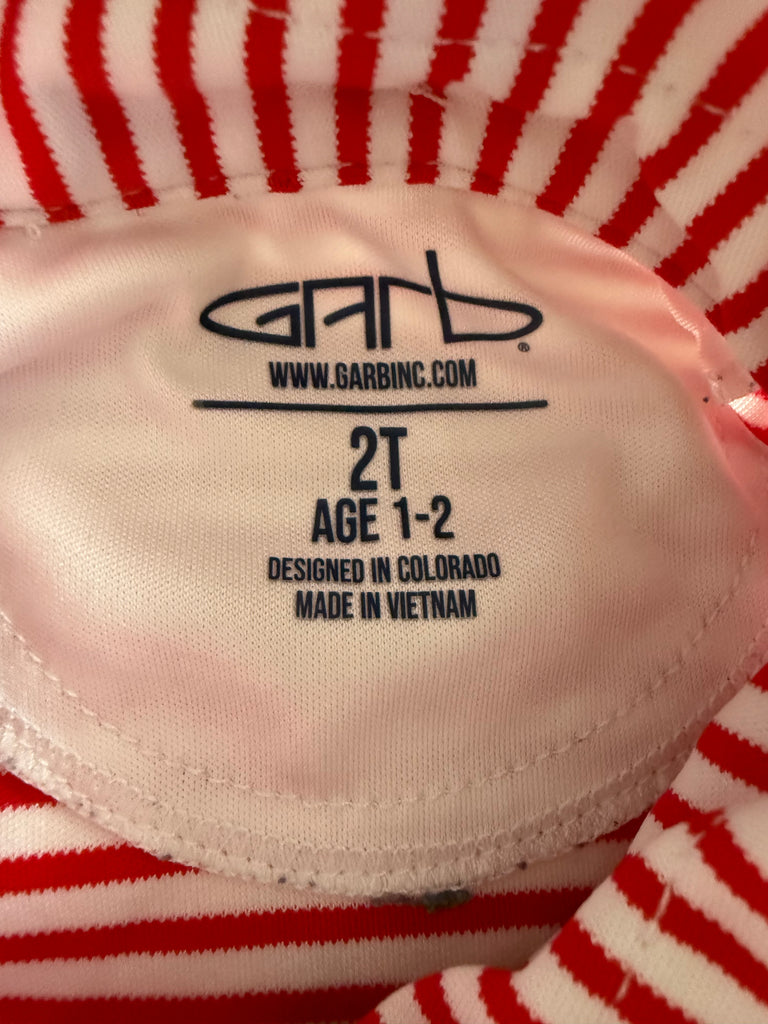 GARb®
WWW.GARBINC.COM
2T
AGE 1-2
DESIGNED IN COLORADO
MADE IN VIETNAM